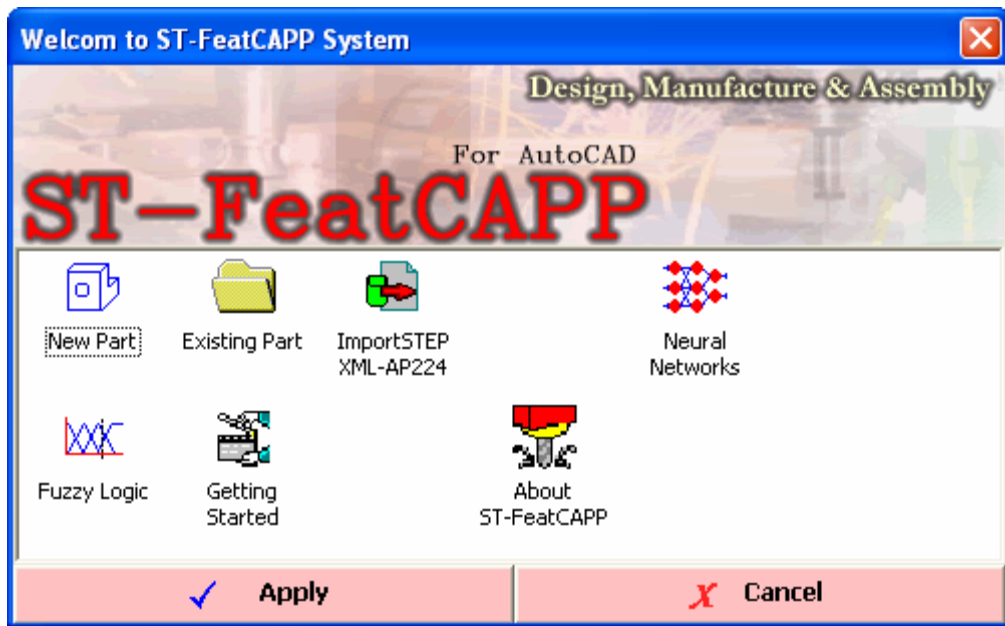 Welcom to ST-FeatCAPP System
Design, Manufacture & Assembly
For AutoCAD
ST-FeatCAPP
New Part
Existing Part
ImportSTEP
XML-AP224
Neural
Networks
Fuzzy Logic
Getting
Started
About
ST-FeatCAPP
Apply
Cancel